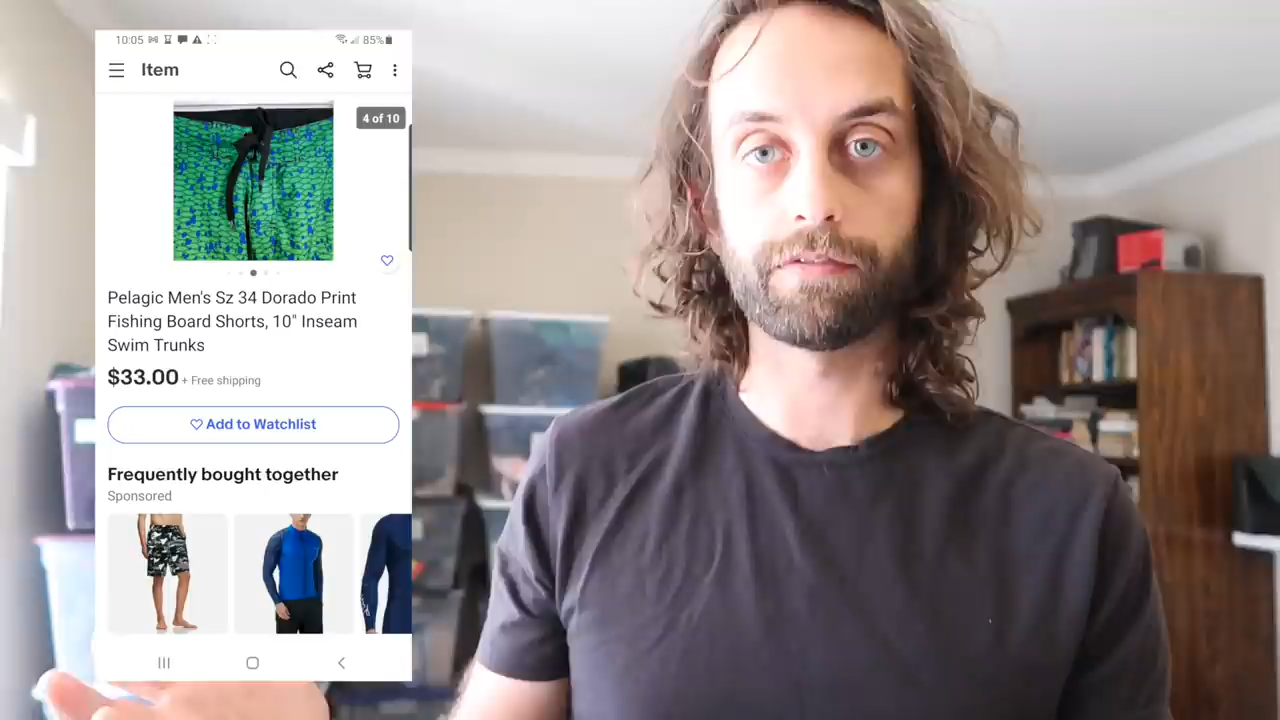 10:05
85%
Item
4 of 10
Pelagic Men's Sz 34 Dorado Print
Fishing Board Shorts, 10" Inseam
Swim Trunks
$33.00 + Free shipping
Add to Watchlist
Frequently bought together
Sponsored